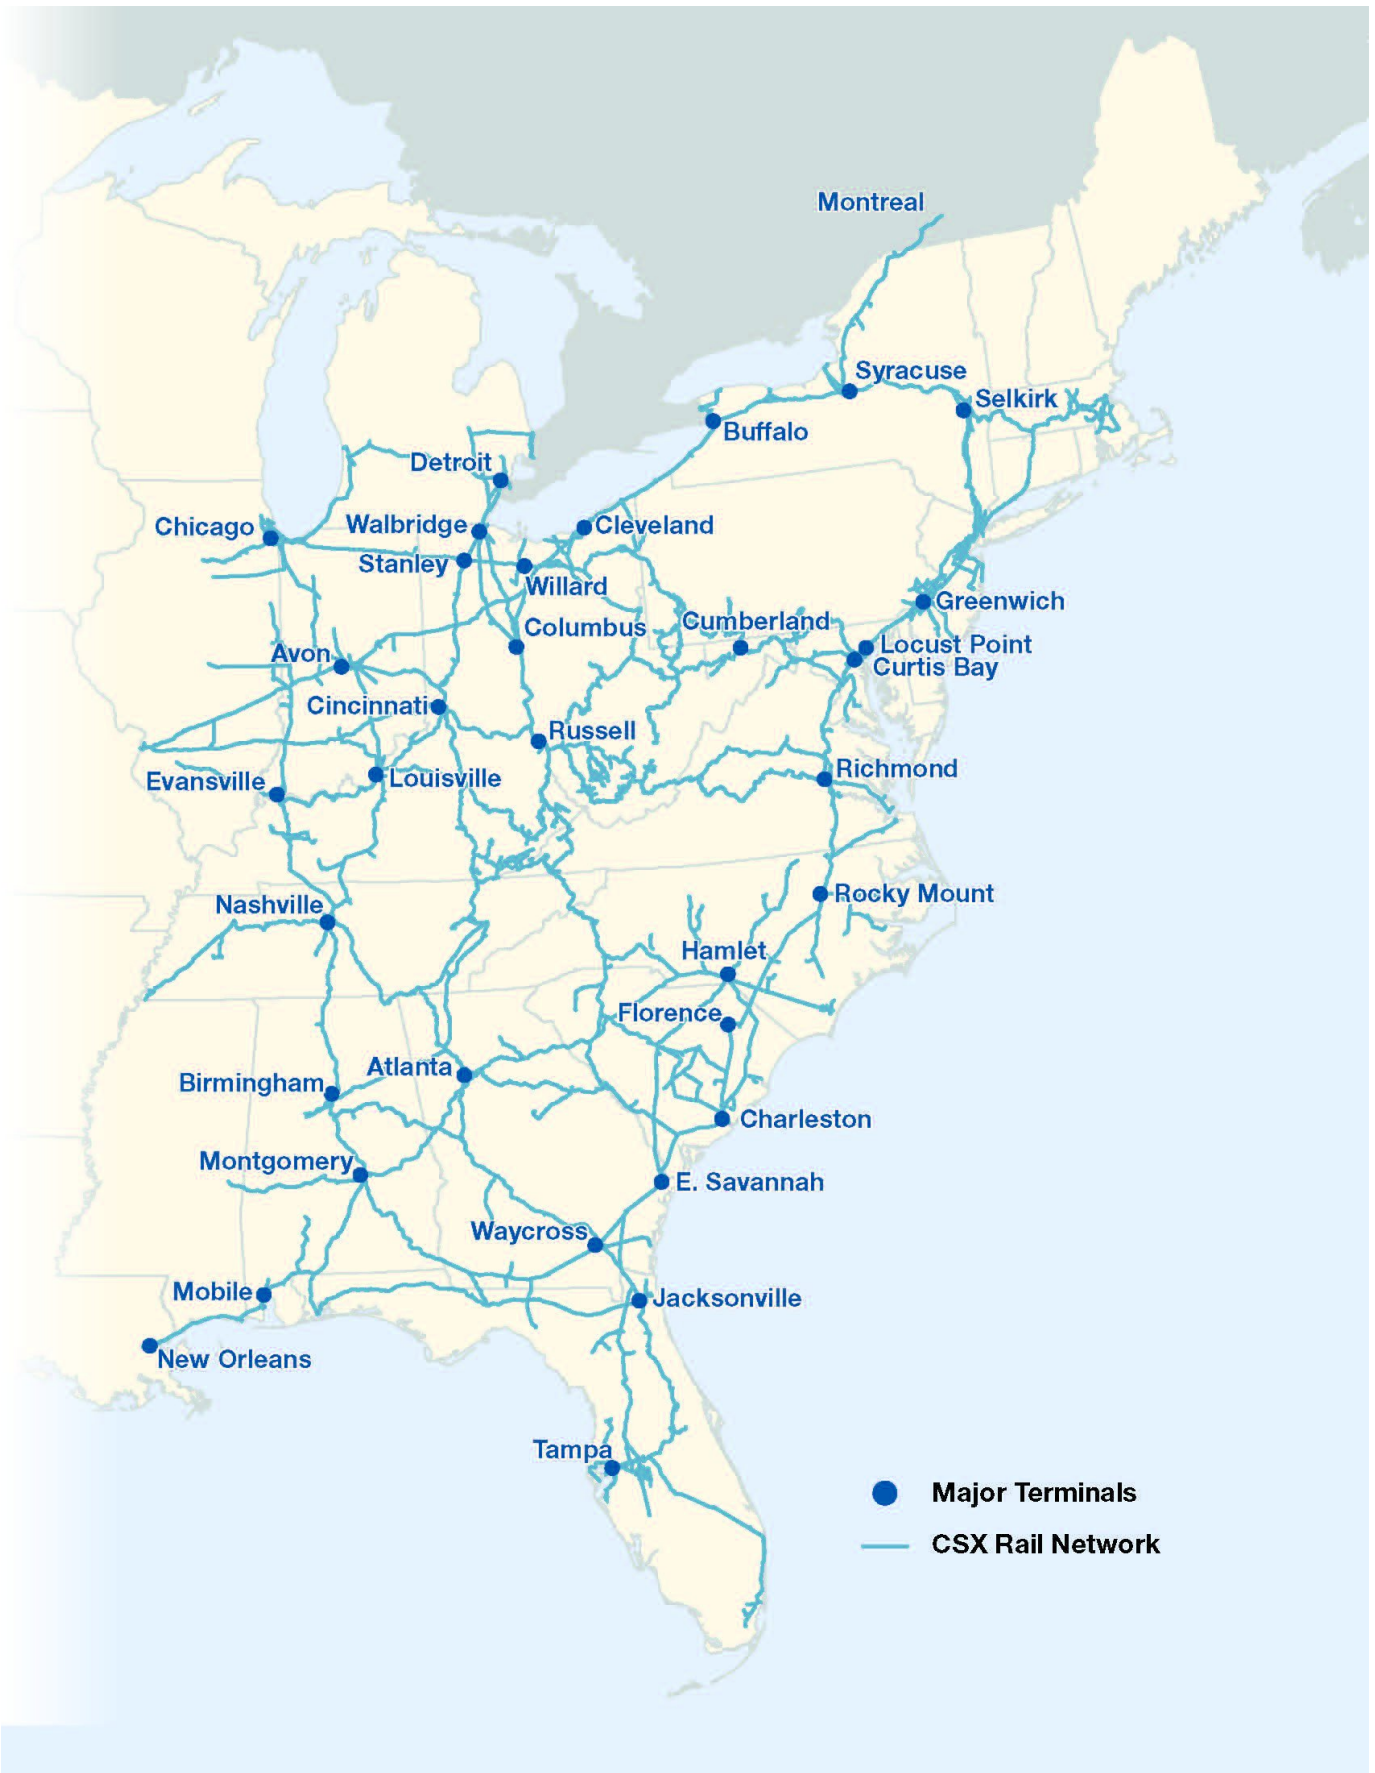 Montreal
Syracuse
Selkirk
Buffalo
Detroit
Chicago
Walbridge
Cleveland
Stanley
Willard
Greenwich
Cumberland
Columbus
Locust Point
Avon
Curtis Bay
Cincinnati
Russell
Richmond
Evansville
Louisville
Rocky Mount
Nashville
Hamlet
Florence
Atlanta
Birmingham
Charleston
Montgomery
E. Savannah
Waycross
Mobile
Jacksonville
New Orleans
Tampa
Major Terminals
CSX Rail Network